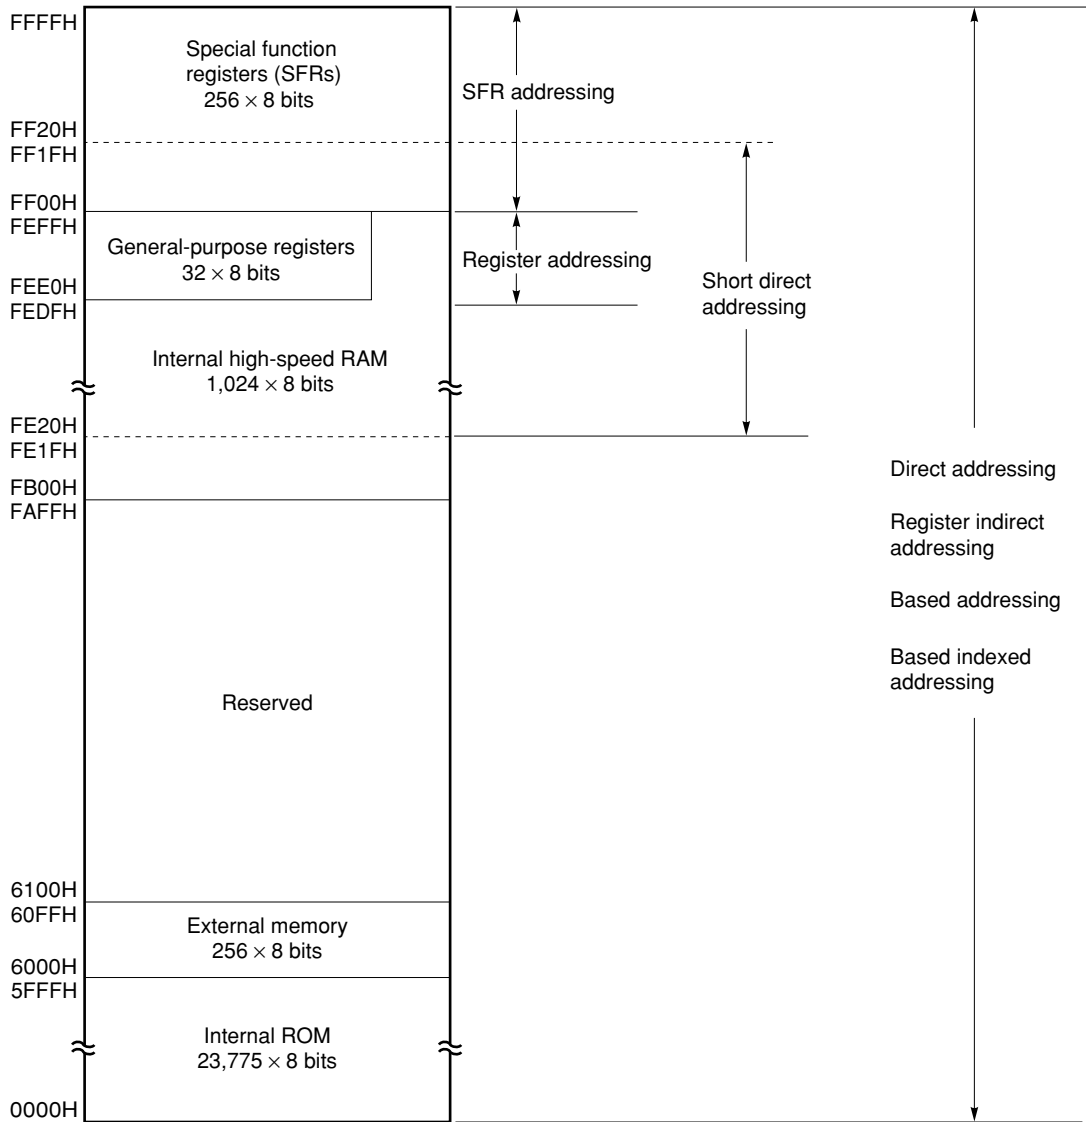 FFFFH
Special function
registers (SFRs)
256 × 8 bits
SFR addressing
FF20H
FF1FH
FF00H
FEFFH
General-purpose registers
32 × 8 bits
Register addressing
Short direct
addressing
FEE0H
FEDFH
Internal high-speed RAM
1,024 × 8 bits
FE20H
FE1FH
Direct addressing
Register indirect
addressing
Based addressing
Based indexed
addressing
FB00H
FAFFH
Reserved
6100H
60FFH
External memory
256 × 8 bits
6000H
5FFFH
Internal ROM
23,775 × 8 bits
0000H